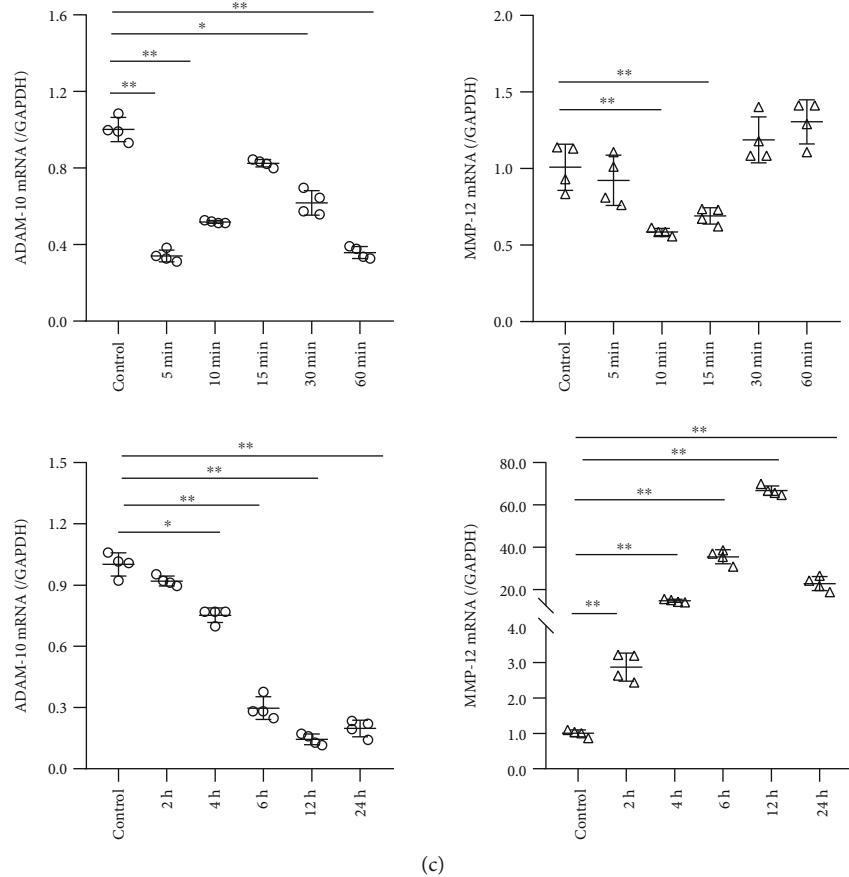 **
*
**
**
1.6
1.2
0.8
0.4
0.0
ADAM-10 mRNA (/GAPDH)
Control
5 min
10 min
15 min
30 min
60 min
**
**
2.0
1.5
1.0
0.5
0.0
MMP-12 mRNA (/GAPDH)
Control
5 min
10 min
15 min
30 min
60 min
**
**
**
*
1.5
1.2
0.9
0.6
0.3
0.0
ADAM-10 mRNA (/GAPDH)
Control
2 h
4 h
6 h
12 h
24 h
**
**
**
**
**
80.0
60.0
40.0
20.0
4.0
3.0
2.0
1.0
0.0
MMP-12 mRNA (/GAPDH)
Control
2 h
4 h
6 h
12 h
24 h
(c)